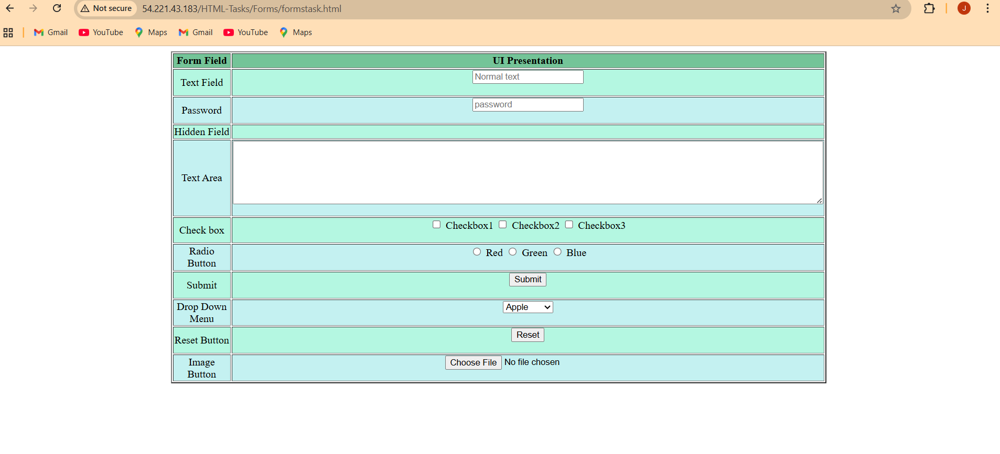 Not secure 54.221.43.183/HTML-Tasks/Forms/formstask.html J
Gmail YouTube Maps Gmail YouTube Maps
Form Field UI Presentation
Text Field Normal text
Password password
Hidden Field
Text Area
Check box Checkbox1 Checkbox2 Checkbox3
Radio
Button Red Green Blue
Submit Submit
Drop Down
Menu Apple
Reset Button Reset
Image
Button Choose File No file chosen